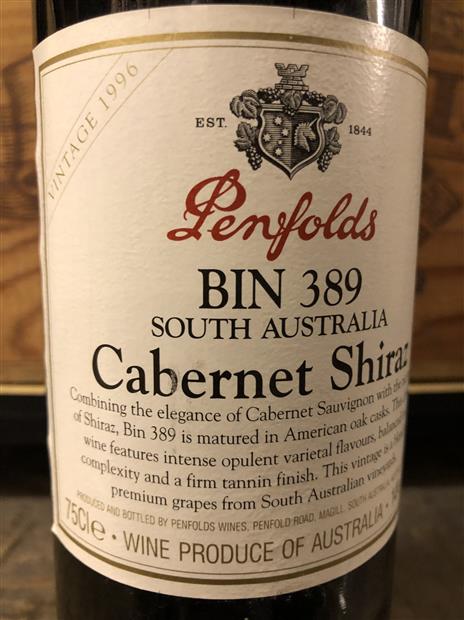 VINTAGE 1996
EST. 1844
Penfolds
BIN 389
SOUTH AUSTRALIA
Cabernet Shiraz
Combining the elegance of Cabernet Sauvignon with the
of Shiraz, Bin 389 is matured in American oak casks. This
wine features intense opulent varietal flavours, balanced
complexity and a firm tannin finish. This vintage is a
premium grapes from South Australian vineyards.
PRODUCED AND BOTTLED BY PENFOLDS WINES, PENFOLD ROAD, MAGILL, SOUTH AUSTRALIA
75Cl e · WINE PRODUCE OF AUSTRALIA ·